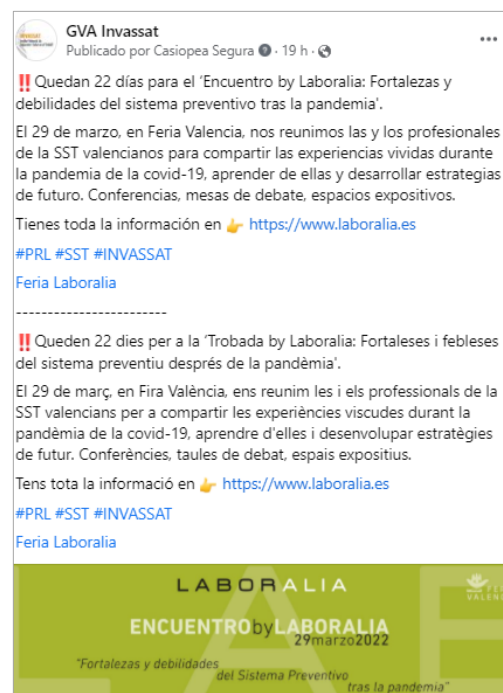 GVA Invassat
Publicado por Casiopea Segura · 19 h ·
‼️Quedan 22 días para el 'Encuentro by Laboralia: Fortalezas y
debilidades del sistema preventivo tras la pandemia'.
El 29 de marzo, en Feria Valencia, nos reunimos las y los profesionales
de la SST valencianos para compartir las experiencias vividas durante
la pandemia de la covid-19, aprender de ellas y desarrollar estrategias
de futuro. Conferencias, mesas de debate, espacios expositivos.
Tienes toda la información en 👉 https://www.laboralia.es
#PRL #SST #INVASSAT
Feria Laboralia
------------------------
‼️Queden 22 dies per a la 'Trobada by Laboralia: Fortaleses i febleses
del sistema preventiu després de la pandèmia'.
El 29 de març, en Fira València, ens reunim les i els professionals de la
SST valencians per a compartir les experiències viscudes durant la
pandèmia de la covid-19, aprendre d'elles i desenvolupar estratègies
de futur. Conferències, taules de debat, espais expositius.
Tens tota la informació en 👉 https://www.laboralia.es
#PRL #SST #INVASSAT
Feria Laboralia
LABORALIA
ENCUENTRObyLABORALIA
29marzo2022
"Fortalezas y debilidades
del Sistema Preventivo
tras la pandemia"